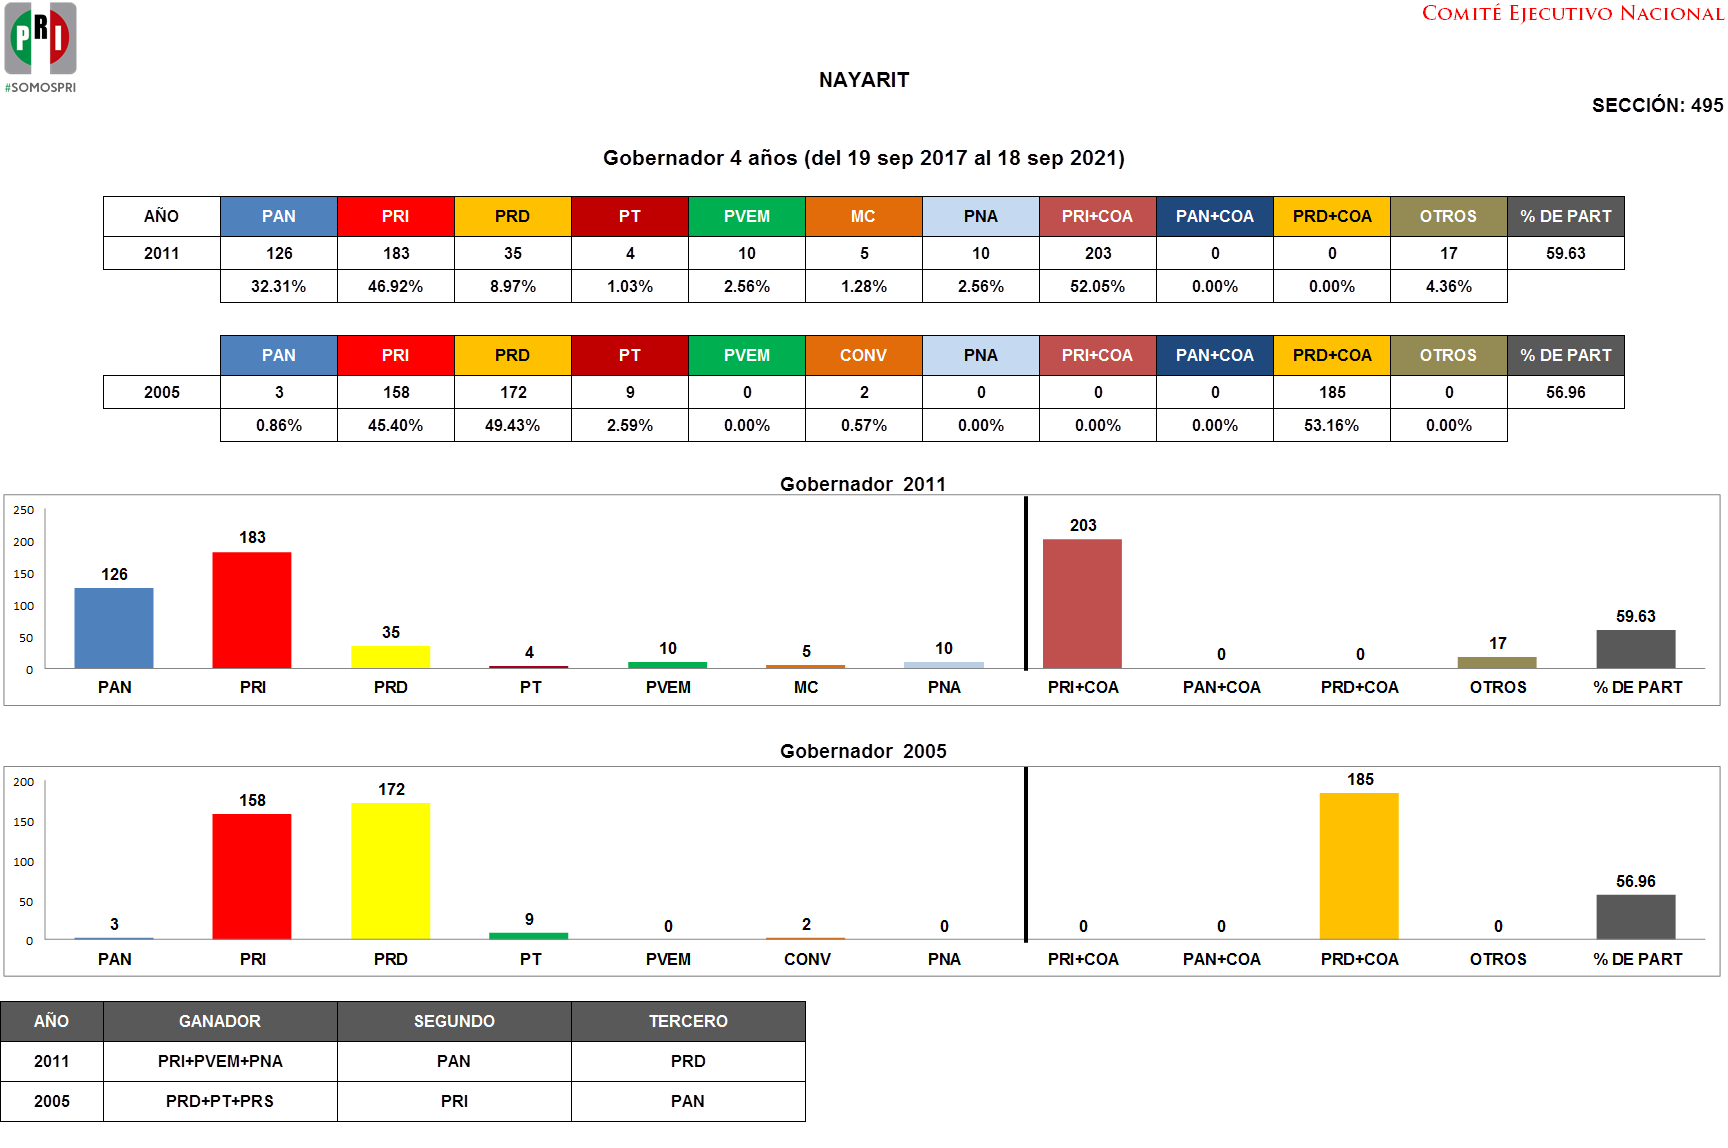 PRI
#SOMOSPRI
COMITÉ EJECUTIVO NACIONAL
NAYARIT
SECCIÓN: 495
Gobernador 4 años (del 19 sep 2017 al 18 sep 2021)
AÑO PAN PRI PRD PT PVEM MC PNA PRI+COA PAN+COA PRD+COA OTROS % DE PART
2011 126 183 35 4 10 5 10 203 0 0 17 59.63
32.31% 46.92% 8.97% 1.03% 2.56% 1.28% 2.56% 52.05% 0.00% 0.00% 4.36%
PAN PRI PRD PT PVEM CONV PNA PRI+COA PAN+COA PRD+COA OTROS % DE PART
2005 3 158 172 9 0 2 0 0 0 185 0 56.96
0.86% 45.40% 49.43% 2.59% 0.00% 0.57% 0.00% 0.00% 0.00% 53.16% 0.00%
Gobernador 2011
250
200
150
100
50
0
126 183 35 4 10 5 10 203 0 0 17 59.63
PAN PRI PRD PT PVEM MC PNA PRI+COA PAN+COA PRD+COA OTROS % DE PART
Gobernador 2005
200
150
100
50
0
3 158 172 9 0 2 0 0 0 185 0 56.96
PAN PRI PRD PT PVEM CONV PNA PRI+COA PAN+COA PRD+COA OTROS % DE PART
AÑO GANADOR SEGUNDO TERCERO
2011 PRI+PVEM+PNA PAN PRD
2005 PRD+PT+PRS PRI PAN